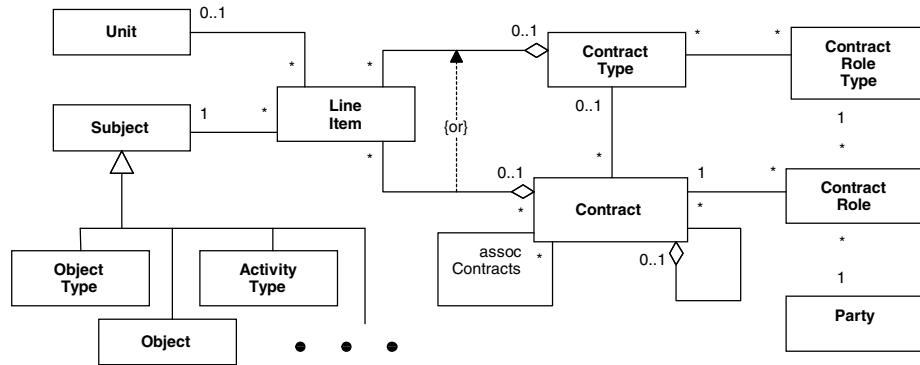 0..1
Unit
*
*
0..1
Contract
Type
*
*
Contract
Role
Type
Subject
1
*
Line
Item
*
{or}
0..1
*
0..1
Contract
1
*
*
1
*
Contract
Role
*
1
Party
*
assoc
Contracts
*
0..1
Object
Type
Activity
Type
Object